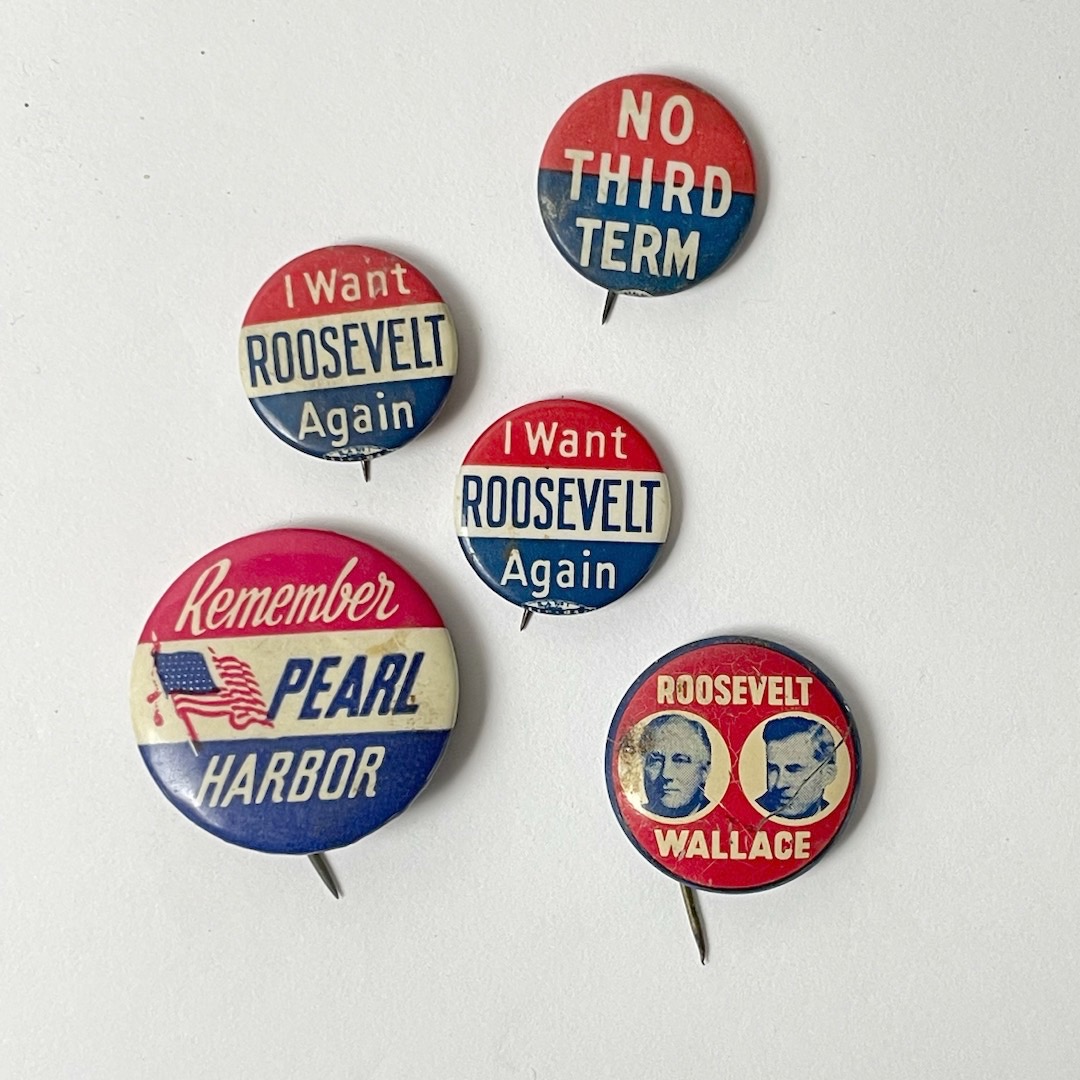 NO
THIRD
TERM
I Want
ROOSEVELT
Again
I Want
ROOSEVELT
Again
Remember
PEARL
HARBOR
ROOSEVELT
WALLACE